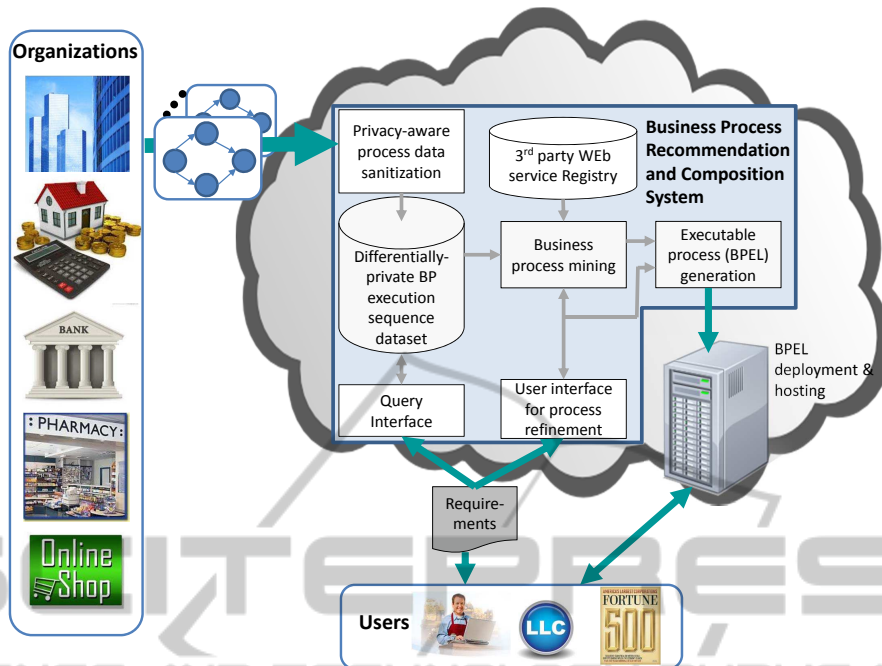 Organizations
BANK
: PHARMACY:
Online
Shop
Privacy-aware
process data
sanitization
3rd party WEb
service Registry
Business Process
Recommendation
and Composition
System
Differentially-
private BP
execution
sequence
dataset
Business
process mining
Executable
process (BPEL)
generation
Query
Interface
User interface
for process
refinement
BPEL
deployment &
hosting
Require-
ments
Users
LLC
FORTUNE
500
SCITEPRESS